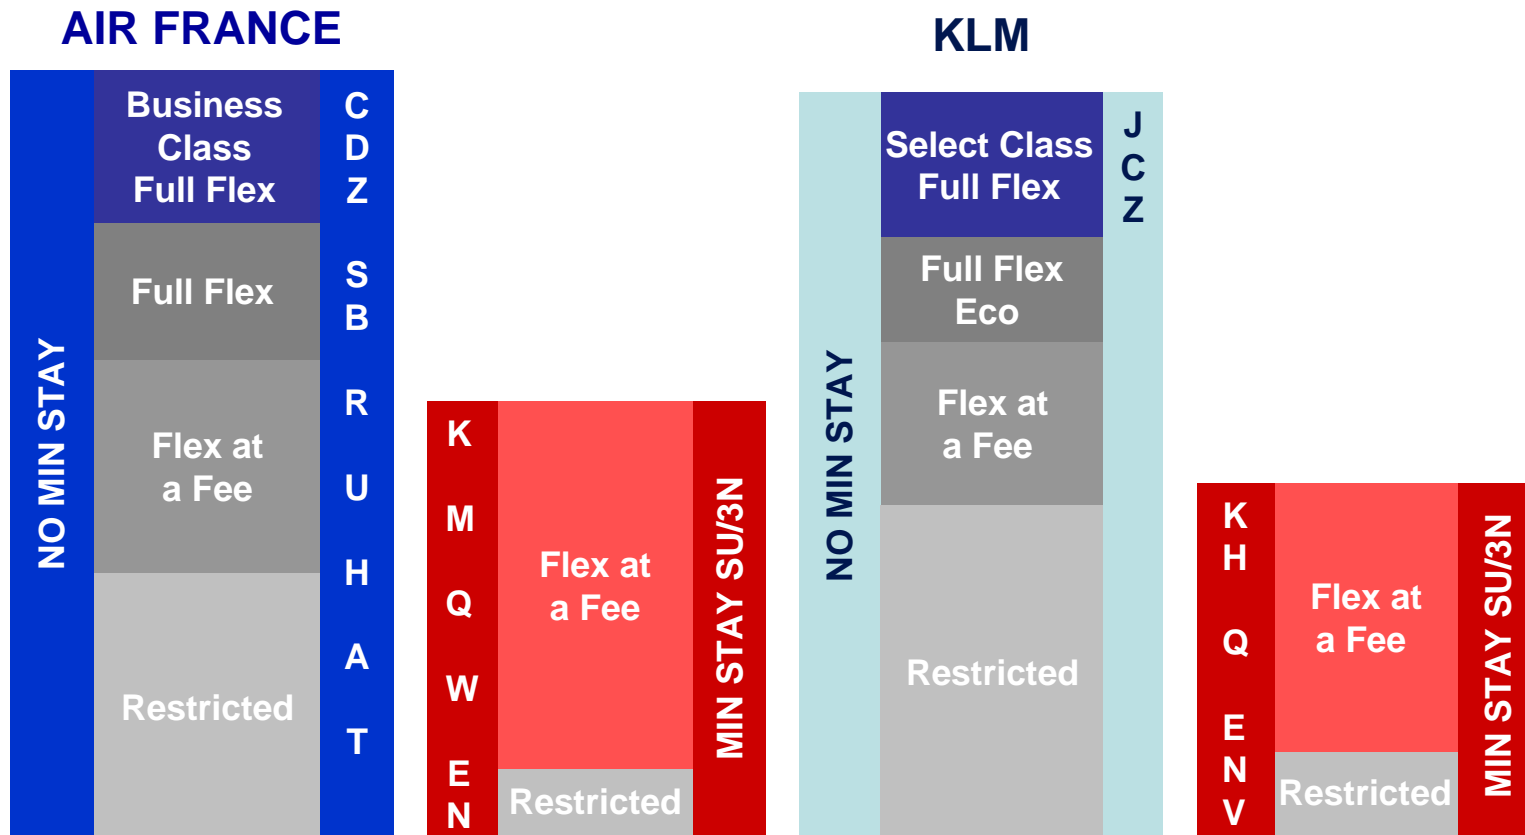 AIR FRANCE
NO MIN STAY
Business
Class
Full Flex
Full Flex
Flex at
a Fee
Restricted
C
D
Z
S
B
R
U
H
A
T
K
M
Q
W
E
N
Flex at
a Fee
Restricted
MIN STAY SU/3N
KLM
NO MIN STAY
Select Class
Full Flex
Full Flex
Eco
Flex at
a Fee
Restricted
J
C
Z
K
H
Q
E
N
V
Flex at
a Fee
Restricted
MIN STAY SU/3N